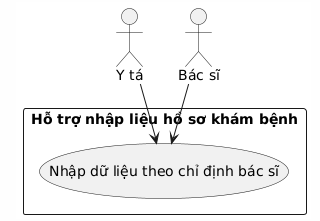 Y tá Bác sĩ
Hỗ trợ nhập liệu hồ sơ khám bệnh
Nhập dữ liệu theo chỉ định bác sĩ